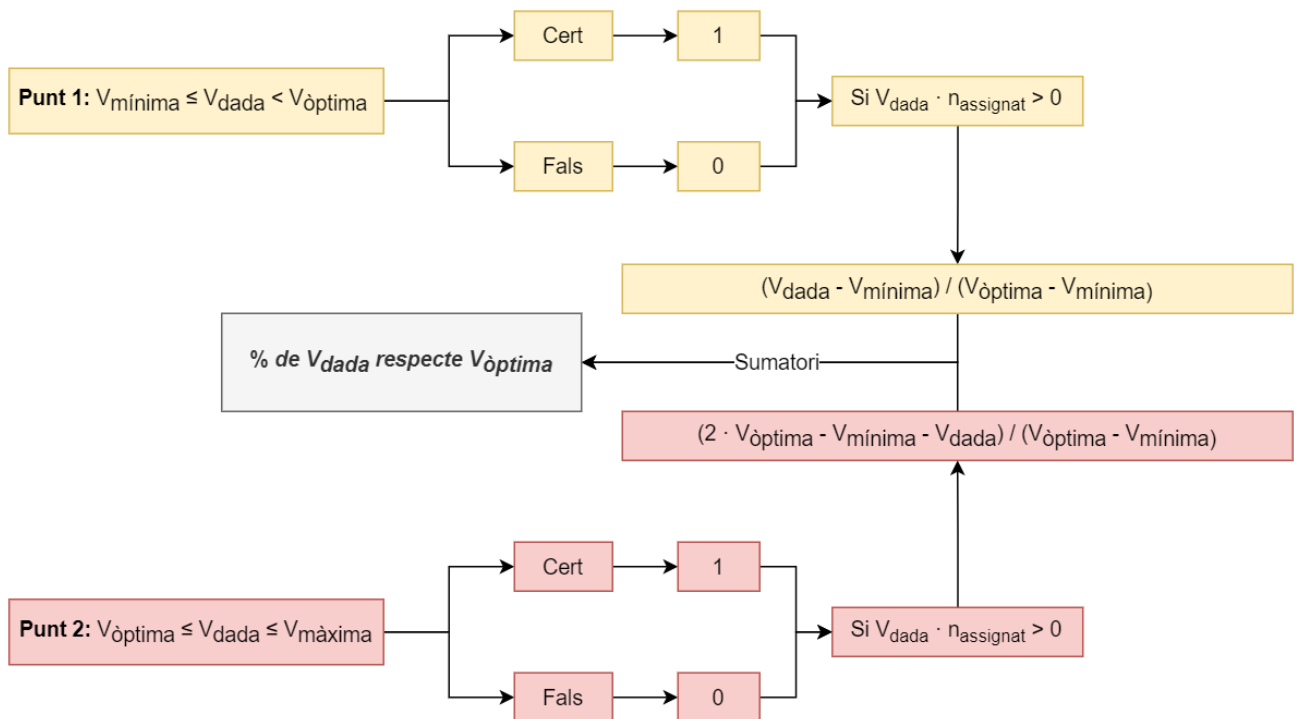 Cert
1
Punt 1: Vmínima ≤ Vdada < Vòptima
Si Vdada · nassignat > 0
Fals
0
(Vdada - Vmínima) / (Vòptima - Vmínima)
% de Vdada respecte Vòptima
Sumatori
(2 · Vòptima - Vmínima - Vdada) / (Vòptima - Vmínima)
Cert
1
Punt 2: Vòptima ≤ Vdada ≤ Vmàxima
Si Vdada · nassignat > 0
Fals
0